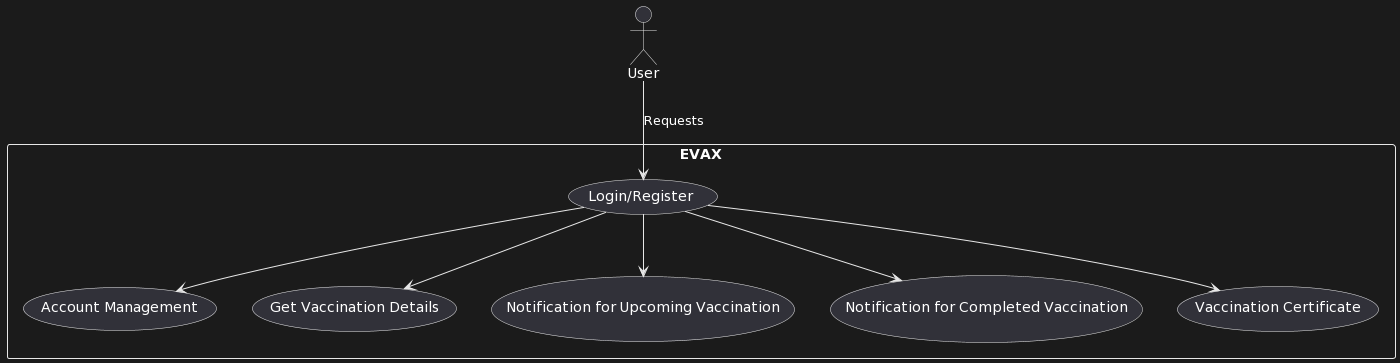 User
Requests
EVAX
Login/Register
Account Management
Get Vaccination Details
Notification for Upcoming Vaccination
Notification for Completed Vaccination
Vaccination Certificate